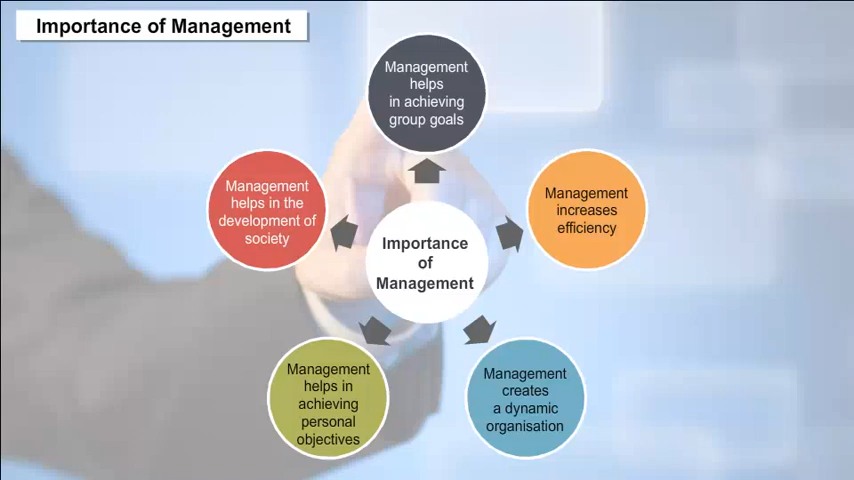 Importance of Management
Management
helps
in achieving
group goals
Management
increases
efficiency
Management
creates
a dynamic
organisation
Management
helps in
achieving
personal
objectives
Management
helps in the
development of
society
Importance
of
Management